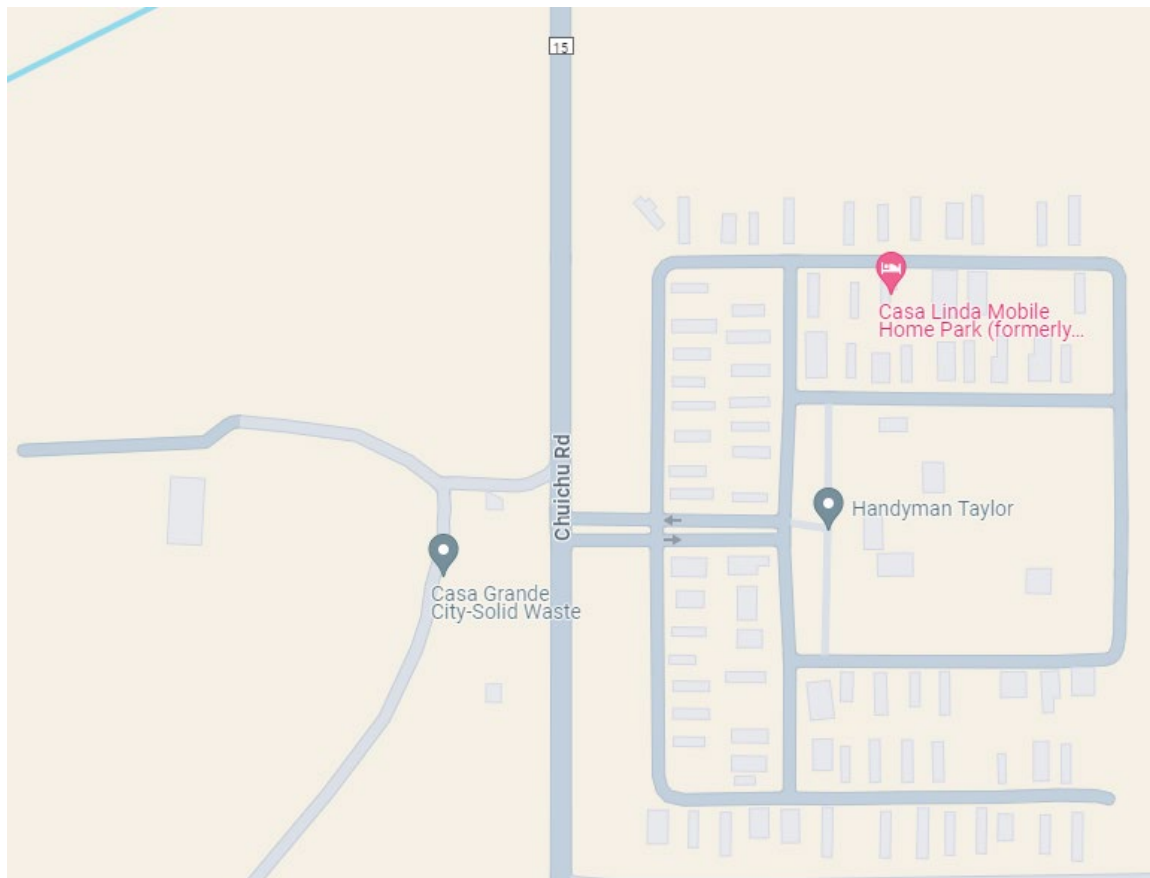 15
Casa Linda Mobile
Home Park (formerly...
Chuichu Rd
Handyman Taylor
Casa Grande
City-Solid Waste